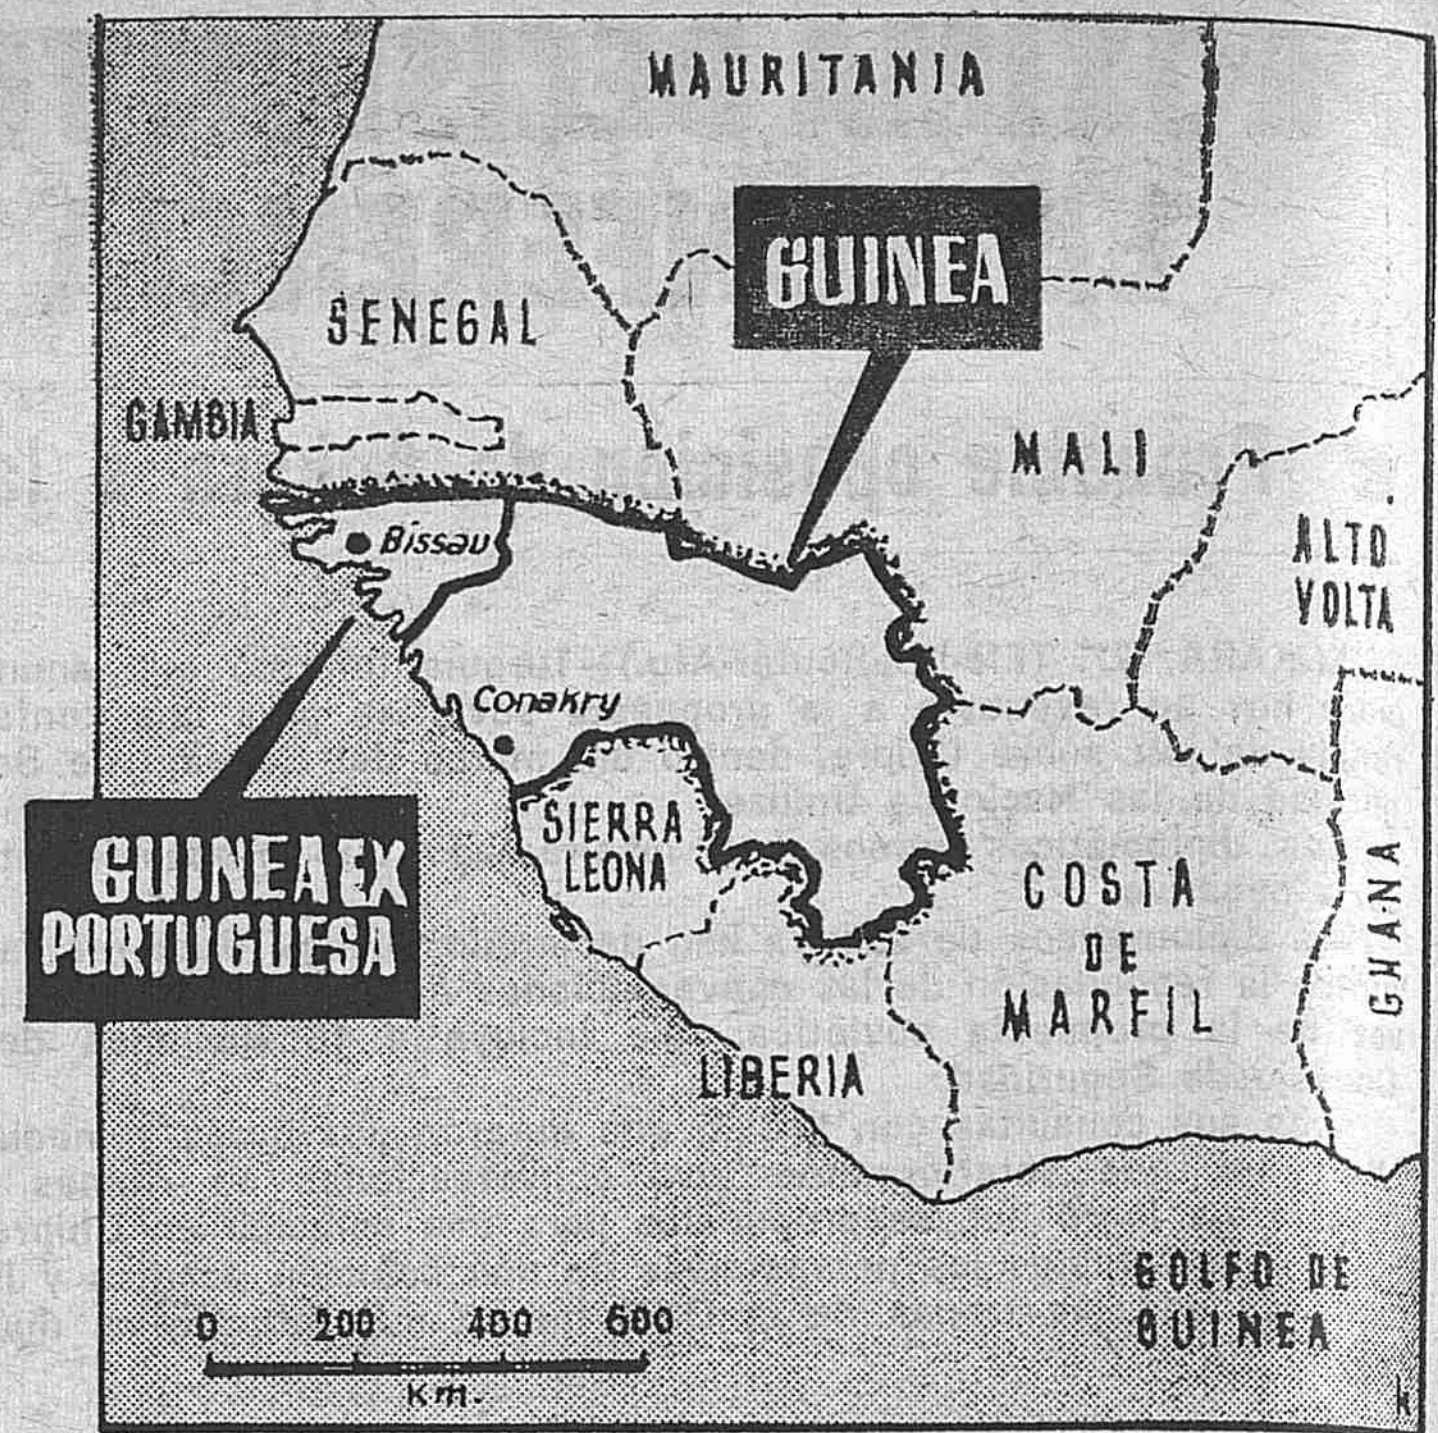 MAURITANIA
GUINEA
SENEGAL
GAMBIA
MALI
Bissau
ALTO
VOLTA
Conakry
SIERRA
LEONA
GUINEA EX
PORTUGUESA
COSTA
DE
MARFIL
GHANA
LIBERIA
GOLFO DE
GUINEA
0 200 400 600
Km.
k